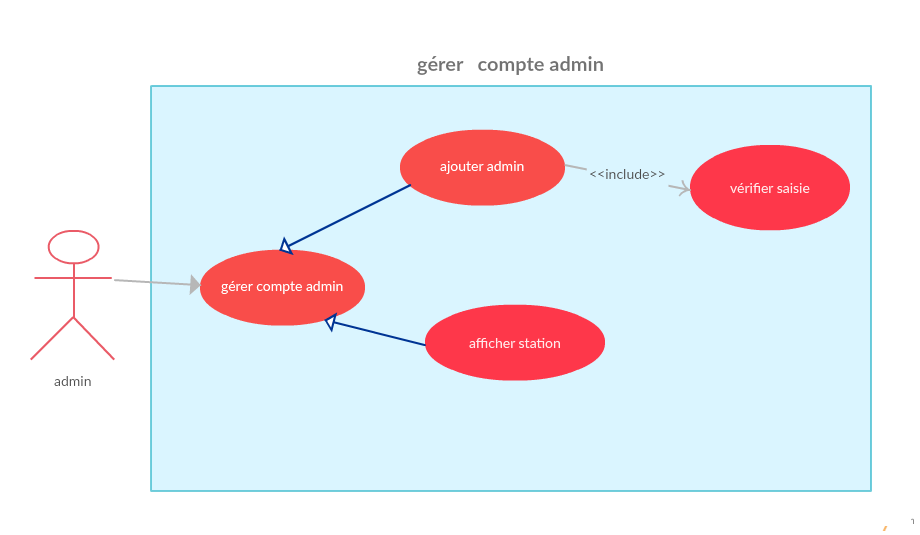 gérer compte admin
ajouter admin
<<include>>
vérifier saisie
gérer compte admin
afficher station
admin